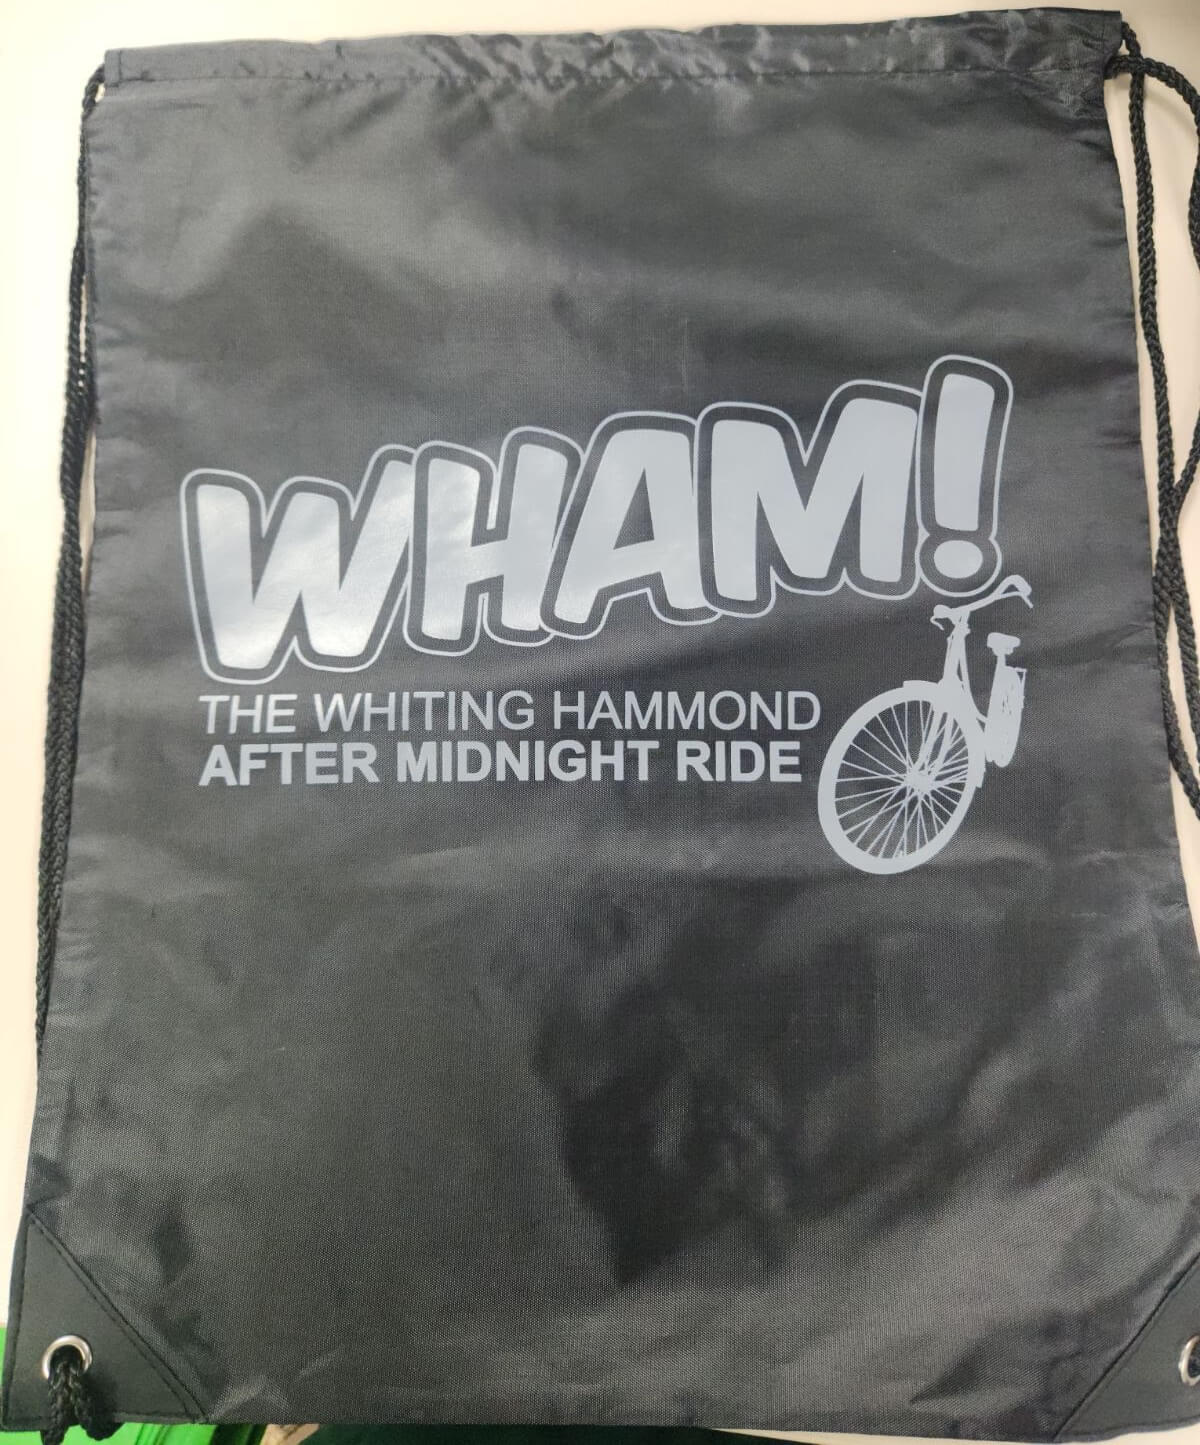 WHAM!
THE WHITING HAMMOND
AFTER MIDNIGHT RIDE